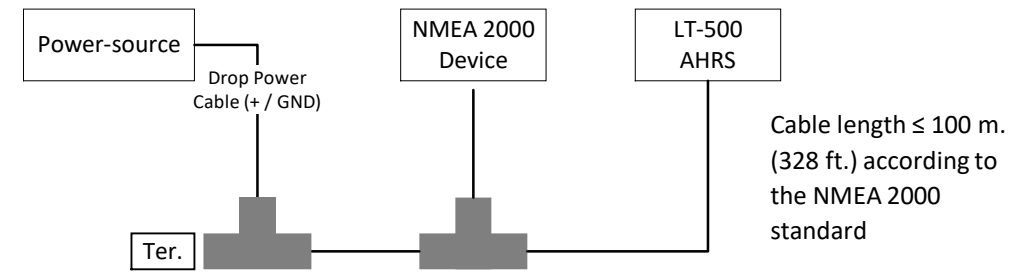 Power-source
NMEA 2000
Device
LT-500
AHRS
Drop Power
Cable (+ / GND)
Cable length ≤ 100 m.
(328 ft.) according to
the NMEA 2000
standard
Ter.